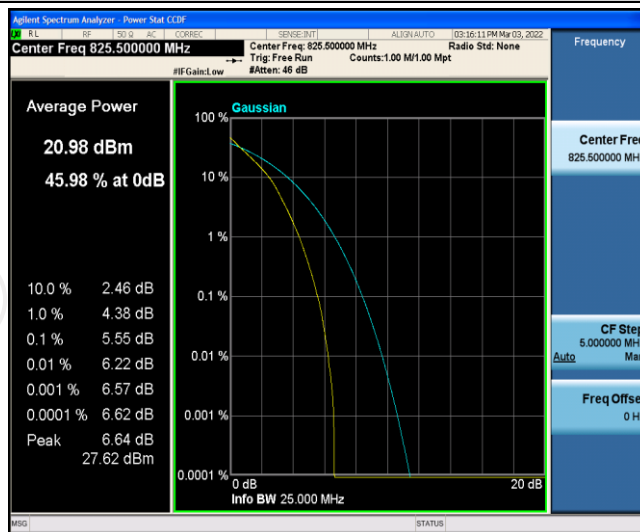 Agilent Spectrum Analyzer - Power Stat CCDF
RL RF 50 Ω AC CORREC SENSE:INT ALIGN AUTO 03:16:11 PM Mar 03, 2022
Center Freq 825.500000 MHz
Center Freq: 825.500000 MHz Radio Std: None
Trig: Free Run Counts:1.00 M/1.00 Mpt
#IFGain:Low #Atten: 46 dB
Frequency
Average Power
20.98 dBm
45.98 % at 0dB
10.0 % 2.46 dB
1.0 % 4.38 dB
0.1 % 5.55 dB
0.01 % 6.22 dB
0.001 % 6.57 dB
0.0001 % 6.62 dB
Peak 6.64 dB
27.62 dBm
Gaussian
100 %
10 %
1 %
0.1 %
0.01 %
0.001 %
0.0001 %
0 dB 20 dB
Info BW 25.000 MHz
Center Fre
825.500000 MH
CF Step
5.000000 MH
Auto Ma
Freq Offse
0 H
MSG STATUS